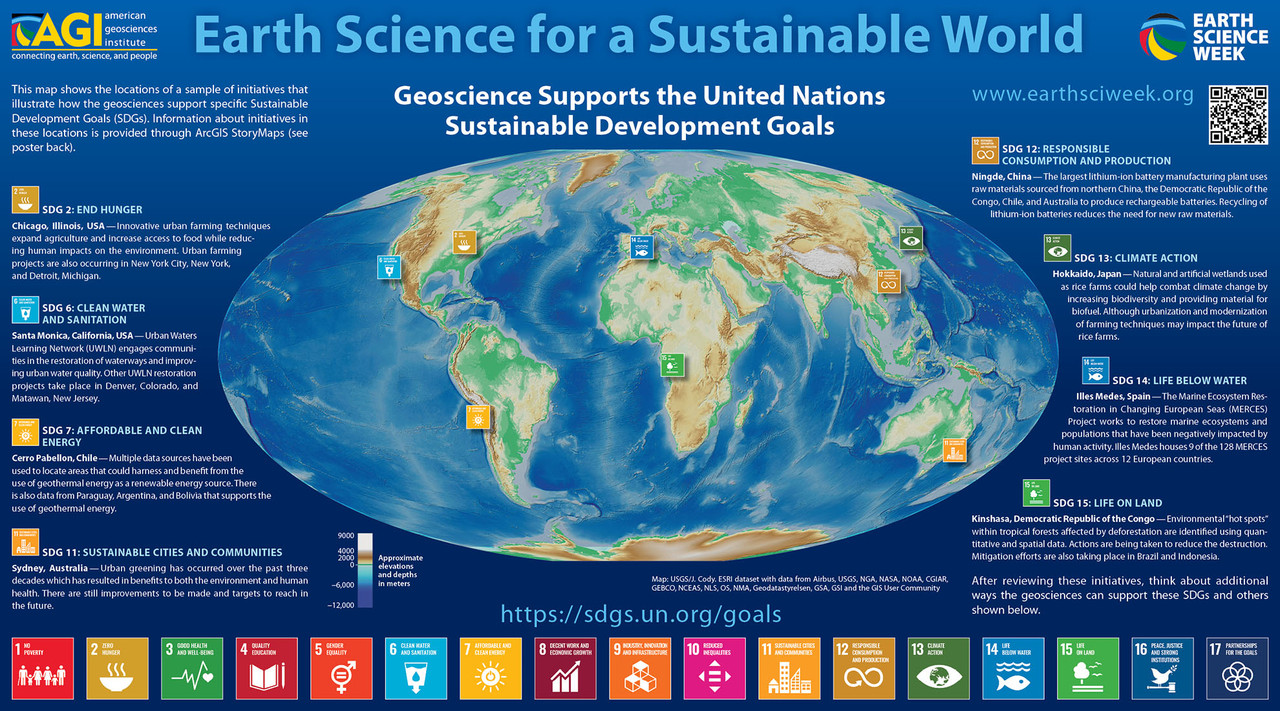 AGI
american
geosciences
institute
connecting earth, science, and people
Earth Science for a Sustainable World
EARTH
SCIENCE
WEEK
This map shows the locations of a sample of initiatives that
illustrate how the geosciences support specific Sustainable
Development Goals (SDGs). Information about initiatives in
these locations is provided through ArcGIS StoryMaps (see
poster back).
Geoscience Supports the United Nations
Sustainable Development Goals
www.earthsciweek.org
SDG 2: END HUNGER
Chicago, Illinois, USA — Innovative urban farming techniques
expand agriculture and increase access to food while reduc-
ing human impacts on the environment. Urban farming
projects are also occurring in New York City, New York,
and Detroit, Michigan.
SDG 6: CLEAN WATER
AND SANITATION
Santa Monica, California, USA — Urban Waters
Learning Network (UWLN) engages communi-
ties in the restoration of waterways and improv-
ing urban water quality. Other UWLN restoration
projects take place in Denver, Colorado, and
Matawan, New Jersey.
SDG 7: AFFORDABLE AND CLEAN
ENERGY
Cerro Pabellon, Chile — Multiple data sources have been
used to locate areas that could harness and benefit from the
use of geothermal energy as a renewable energy source. There
is also data from Paraguay, Argentina, and Bolivia that supports the
use of geothermal energy.
SDG 11: SUSTAINABLE CITIES AND COMMUNITIES
Sydney, Australia — Urban greening has occurred over the past three
decades which has resulted in benefits to both the environment and human
health. There are still improvements to be made and targets to reach in
the future.
SDG 12: RESPONSIBLE
CONSUMPTION AND PRODUCTION
Ningde, China — The largest lithium-ion battery manufacturing plant uses
raw materials sourced from northern China, the Democratic Republic of the
Congo, Chile, and Australia to produce rechargeable batteries. Recycling of
lithium-ion batteries reduces the need for new raw materials.
SDG 13: CLIMATE ACTION
Hokkaido, Japan — Natural and artificial wetlands used
as rice farms could help combat climate change by
increasing biodiversity and providing material for
biofuel. Although urbanization and modernization
of farming techniques may impact the future of
rice farms.
SDG 14: LIFE BELOW WATER
Illes Medes, Spain — The Marine Ecosystem Res-
toration in Changing European Seas (MERCES)
Project works to restore marine ecosystems and
populations that have been negatively impacted by
human activity. Illes Medes houses 9 of the 128 MERCES
project sites across 12 European countries.
SDG 15: LIFE ON LAND
Kinshasa, Democratic Republic of the Congo — Environmental "hot spots"
within tropical forests affected by deforestation are identified using quan-
titative and spatial data. Actions are being taken to reduce the destruction.
Mitigation efforts are also taking place in Brazil and Indonesia.
After reviewing these initiatives, think about additional
ways the geosciences can support these SDGs and others
shown below.
9000
4000
2000
0
−6,000
−12,000
Approximate
elevations
and depths
in meters
Map: USGS/J. Cody. ESRI dataset with data from Airbus, USGS, NGA, NASA, NOAA, CGIAR,
GEBCO, NCEAS, NLS, OS, NMA, Geodatastyrelsen, GSA, GSI and the GIS User Community
https://sdgs.un.org/goals
1 NO
POVERTY
2 ZERO
HUNGER
3 GOOD HEALTH
AND WELL-BEING
4 QUALITY
EDUCATION
5 GENDER
EQUALITY
6 CLEAN WATER
AND SANITATION
7 AFFORDABLE AND
CLEAN ENERGY
8 DECENT WORK AND
ECONOMIC GROWTH
9 INDUSTRY, INNOVATION
AND INFRASTRUCTURE
10 REDUCED
INEQUALITIES
11 SUSTAINABLE CITIES
AND COMMUNITIES
12 RESPONSIBLE
CONSUMPTION
AND PRODUCTION
13 CLIMATE
ACTION
14 LIFE
BELOW WATER
15 LIFE
ON LAND
16 PEACE, JUSTICE
AND STRONG
INSTITUTIONS
17 PARTNERSHIPS
FOR THE GOALS